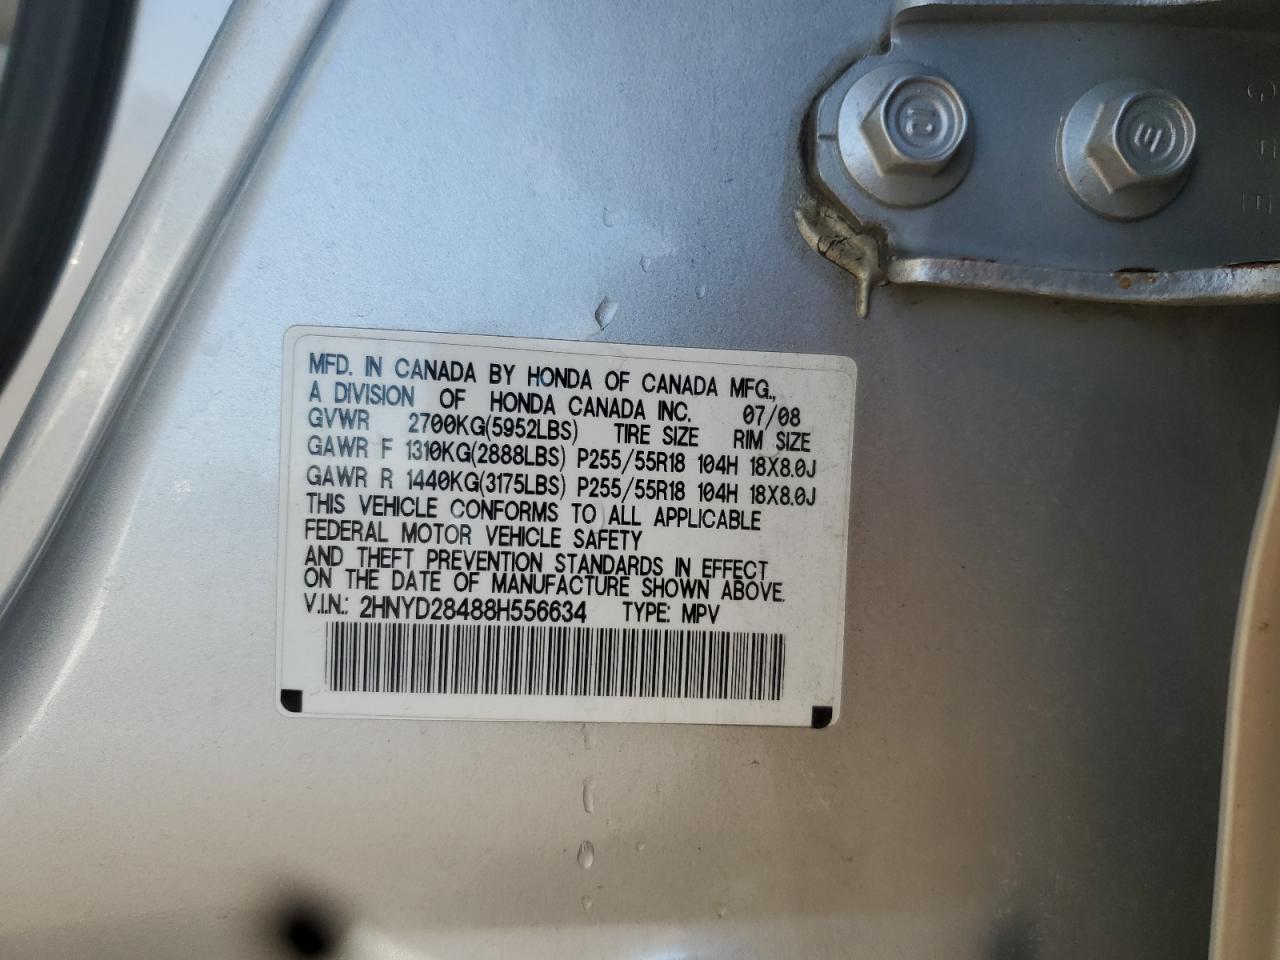 MFD. IN CANADA BY HONDA OF CANADA MFG.,
A DIVISION OF HONDA CANADA INC. 07/08
GVWR 2700KG(5952LBS) TIRE SIZE RIM SIZE
GAWR F 1310KG(2888LBS) P255/55R18 104H 18X8.0J
GAWR R 1440KG(3175LBS) P255/55R18 104H 18X8.0J
THIS VEHICLE CONFORMS TO ALL APPLICABLE
FEDERAL MOTOR VEHICLE SAFETY
AND THEFT PREVENTION STANDARDS IN EFFECT
ON THE DATE OF MANUFACTURE SHOWN ABOVE.
V.I.N.: 2HNYD28488H556634 TYPE: MPV